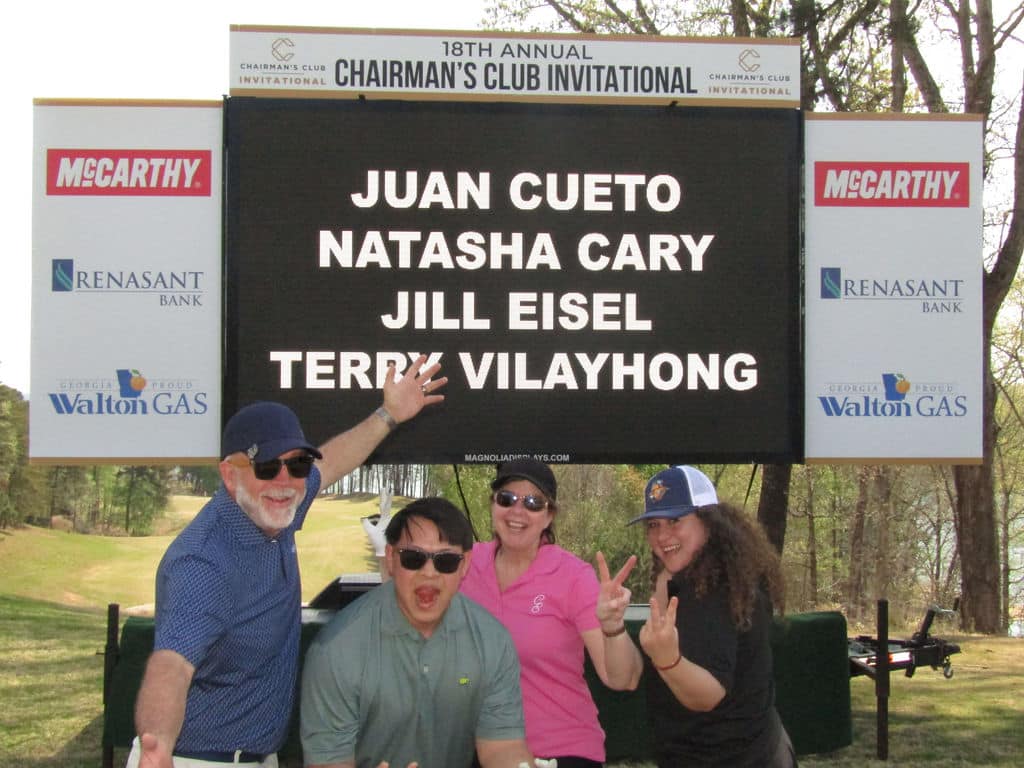 18TH ANNUAL
CHAIRMAN'S CLUB INVITATIONAL
CHAIRMAN'S CLUB
INVITATIONAL
CHAIRMAN'S CLUB
INVITATIONAL
McCARTHY
RENASANT
BANK
GEORGIA PROUD
Walton GAS
JUAN CUETO
NATASHA CARY
JILL EISEL
TERRY VILAYHONG
MAGNOLIADISPLAYS.COM
McCARTHY
RENASANT
BANK
GEORGIA PROUD
Walton GAS